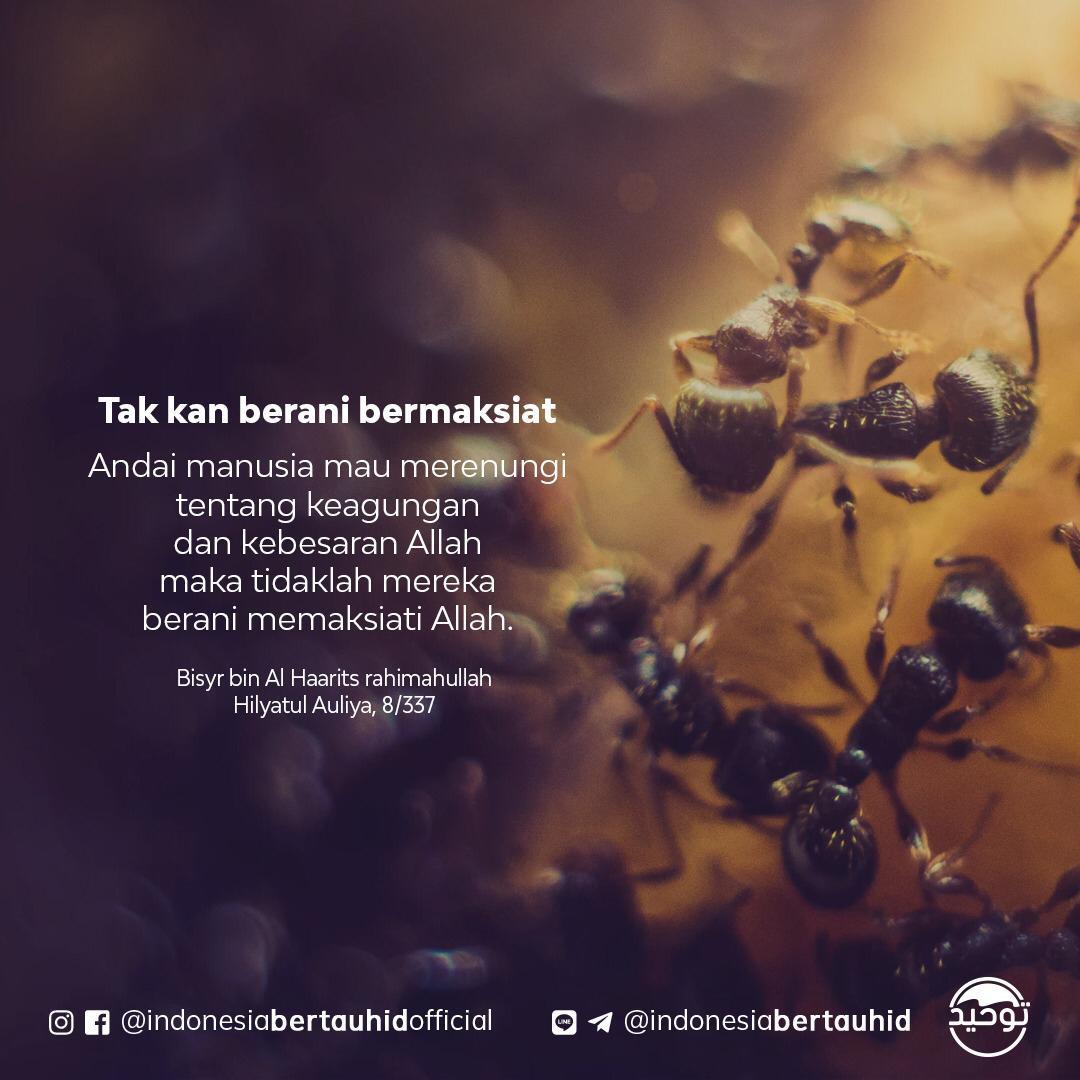 Tak kan berani bermaksiat
Andai manusia mau merenungi
tentang keagungan
dan kebesaran Allah
maka tidaklah mereka
berani memaksiati Allah.
Bisyr bin Al Haarits rahimahullah
Hilyatul Auliya, 8/337
@indonesiabertauhidofficial
LINE
@indonesiabertauhid
توحيد